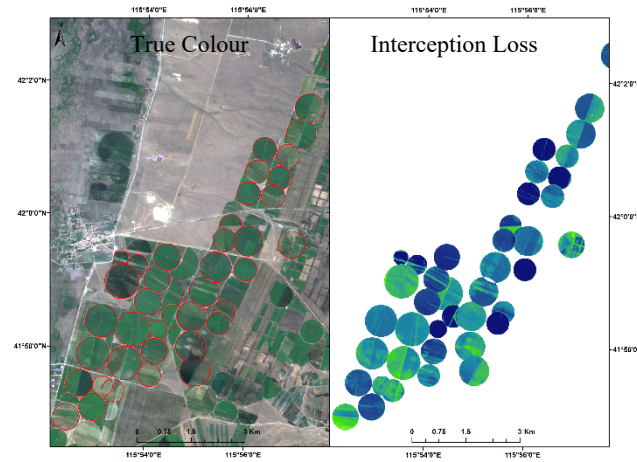 115°54'0"E 115°56'0"E 115°54'0"E 115°56'0"E
True Colour Interception Loss
N
42°2'0"N 42°2'0"N
42°0'0"N 42°0'0"N
41°58'0"N 41°58'0"N
0 0.75 1.5 3 Km 0 0.75 1.5 3 Km
115°54'0"E 115°56'0"E 115°54'0"E 115°56'0"E